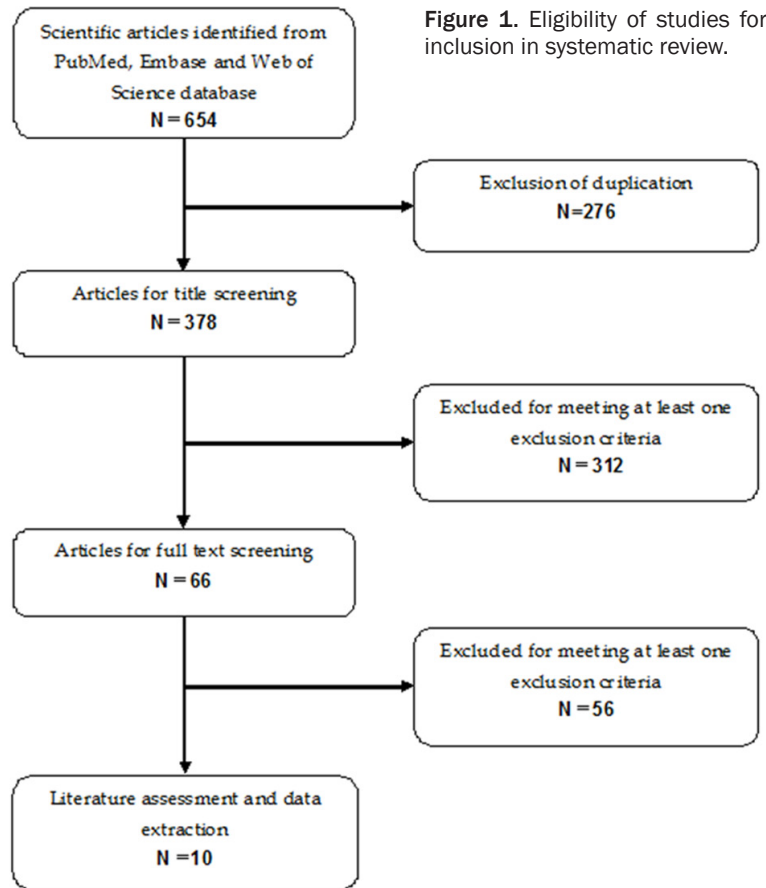 Figure 1. Eligibility of studies for
inclusion in systematic review.
Scientific articles identified from
PubMed, Embase and Web of
Science database
N = 654
Exclusion of duplication
N=276
Articles for title screening
N = 378
Excluded for meeting at least one
exclusion criteria
N = 312
Articles for full text screening
N = 66
Excluded for meeting at least one
exclusion criteria
N = 56
Literature assessment and data
extraction
N =10